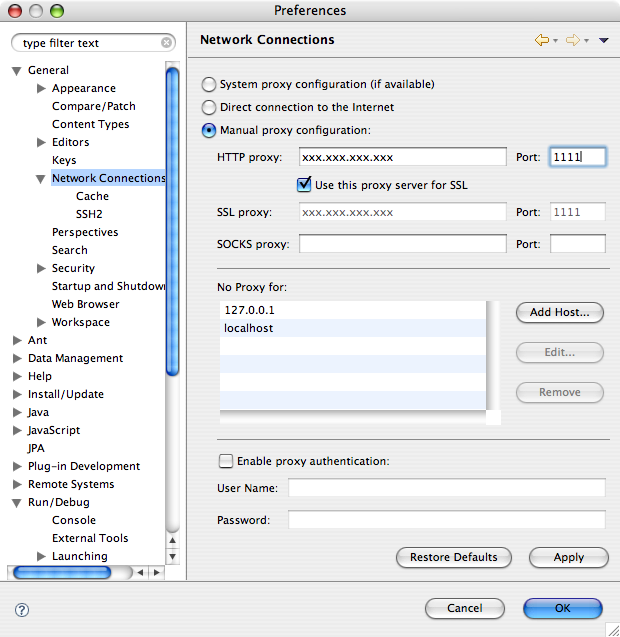 Preferences
type filter text
General
Appearance
Compare/Patch
Content Types
Editors
Keys
Network Connections
Cache
SSH2
Perspectives
Search
Security
Startup and Shutdown
Web Browser
Workspace
Ant
Data Management
Help
Install/Update
Java
JavaScript
JPA
Plug-in Development
Remote Systems
Run/Debug
Console
External Tools
Launching
Network Connections
System proxy configuration (if available)
Direct connection to the Internet
Manual proxy configuration:
HTTP proxy: xxx.xxx.xxx.xxx Port: 1111
Use this proxy server for SSL
SSL proxy: xxx.xxx.xxx.xxx Port: 1111
SOCKS proxy: Port:
No Proxy for:
127.0.0.1
localhost
Add Host...
Edit...
Remove
Enable proxy authentication:
User Name:
Password:
Restore Defaults Apply
? Cancel OK